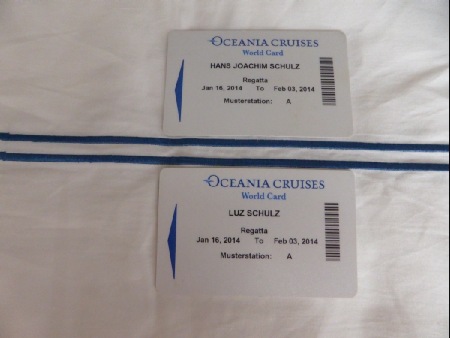 OCEANIA CRUISES
World Card
HANS JOACHIM SCHULZ
Regatta
Jan 16, 2014 To Feb 03, 2014
Musterstation: A
OCEANIA CRUISES
World Card
LUZ SCHULZ
Regatta
Jan 16, 2014 To Feb 03, 2014
Musterstation: A